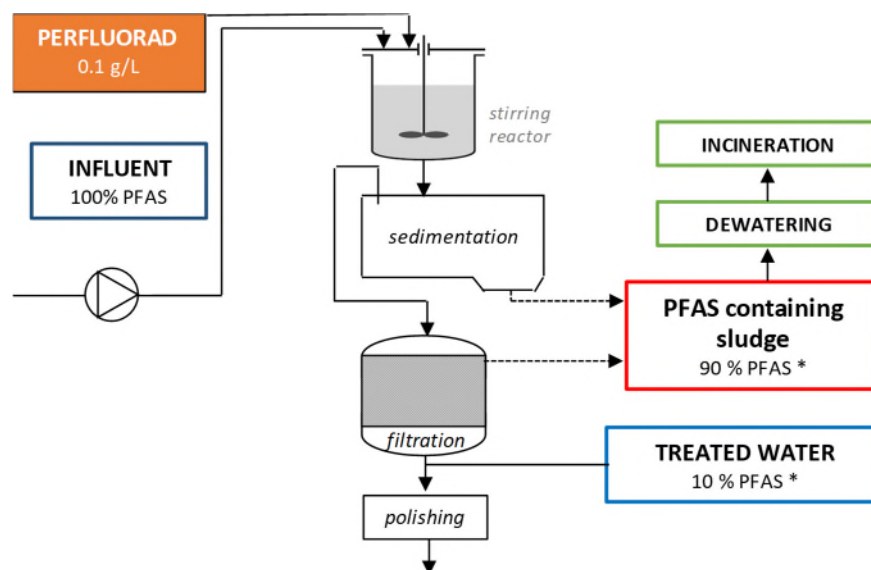 PERFLUORAD
0.1 g/L
stirring
reactor
INFLUENT
100% PFAS
INCINERATION
DEWATERING
sedimentation
PFAS containing
sludge
90 % PFAS *
filtration
TREATED WATER
10 % PFAS *
polishing